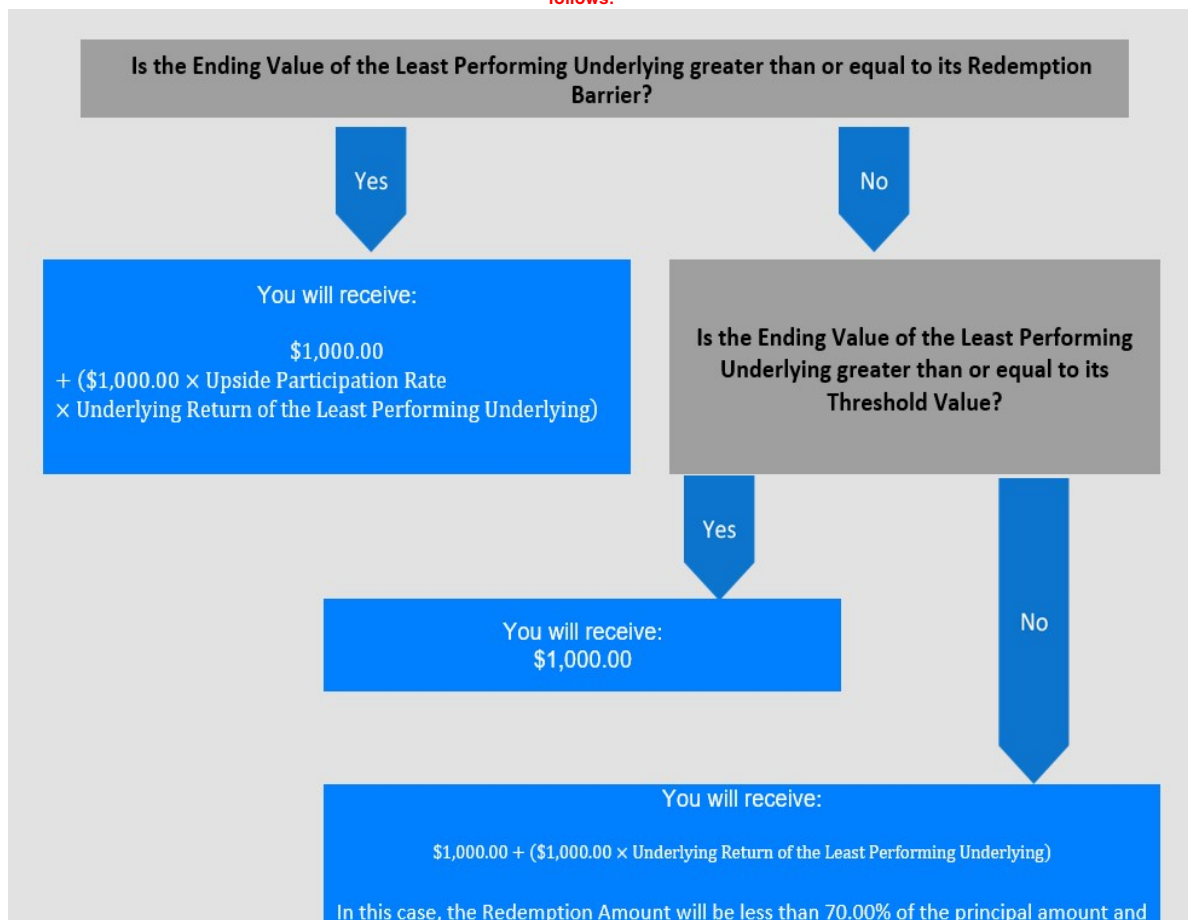 follows:
Is the Ending Value of the Least Performing Underlying greater than or equal to its Redemption
Barrier?
Yes
No
You will receive:
$1,000.00
+ ($1,000.00 × Upside Participation Rate
× Underlying Return of the Least Performing Underlying)
Is the Ending Value of the Least Performing
Underlying greater than or equal to its
Threshold Value?
Yes
No
You will receive:
$1,000.00
You will receive:
$1,000.00 + ($1,000.00 × Underlying Return of the Least Performing Underlying)
In this case, the Redemption Amount will be less than 70.00% of the principal amount and